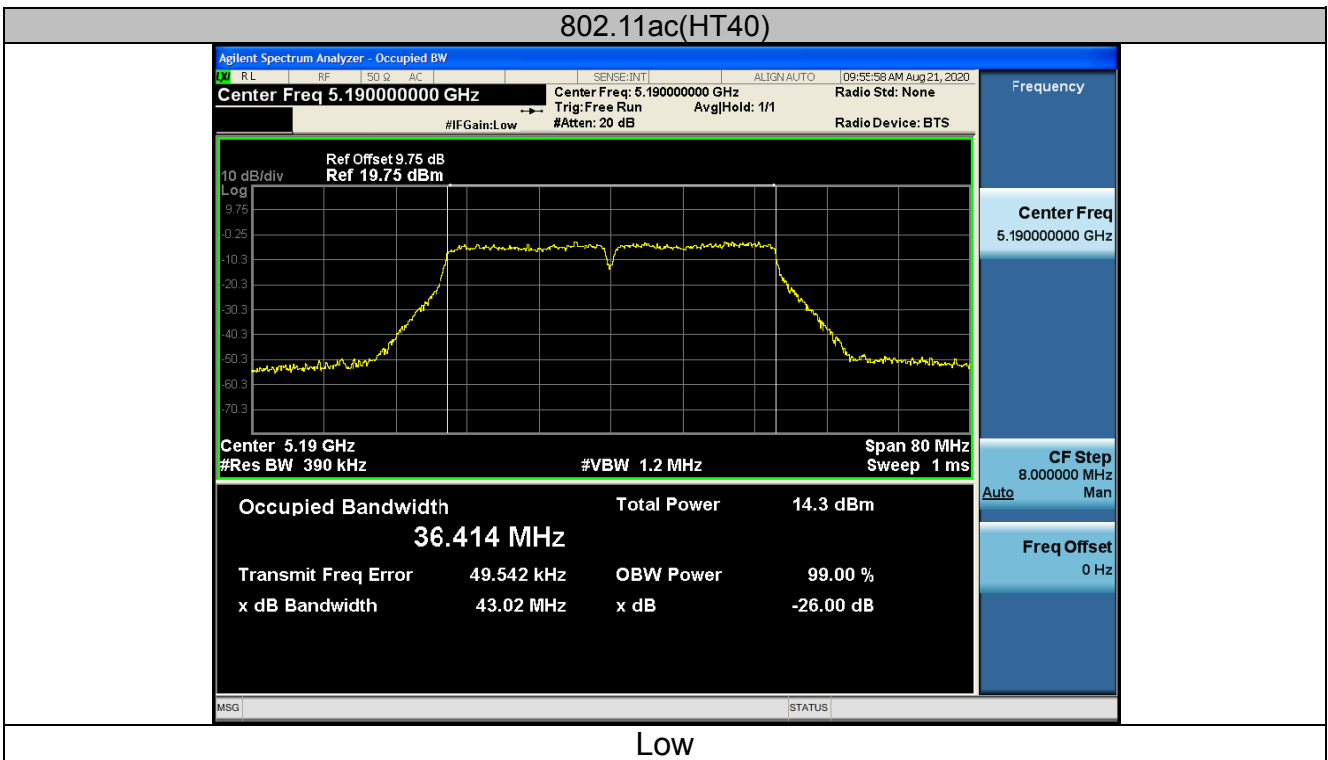 802.11ac(HT40)
Agilent Spectrum Analyzer - Occupied BW
LXI RL RF 50 Ω AC SENSE:INT ALIGN AUTO 09:55:58 AM Aug 21, 2020
Center Freq 5.190000000 GHz
Center Freq: 5.190000000 GHz Radio Std: None
Trig: Free Run Avg|Hold: 1/1
#IFGain:Low #Atten: 20 dB Radio Device: BTS
Frequency
Ref Offset 9.75 dB
10 dB/div Ref 19.75 dBm
Log
9.75
-0.25
-10.3
-20.3
-30.3
-40.3
-50.3
-60.3
-70.3
Center 5.19 GHz Span 80 MHz
#Res BW 390 kHz #VBW 1.2 MHz Sweep 1 ms
Center Freq
5.190000000 GHz
CF Step
8.000000 MHz
Auto Man
Freq Offset
0 Hz
Occupied Bandwidth Total Power 14.3 dBm
36.414 MHz
Transmit Freq Error 49.542 kHz OBW Power 99.00 %
x dB Bandwidth 43.02 MHz x dB -26.00 dB
MSG STATUS
Low